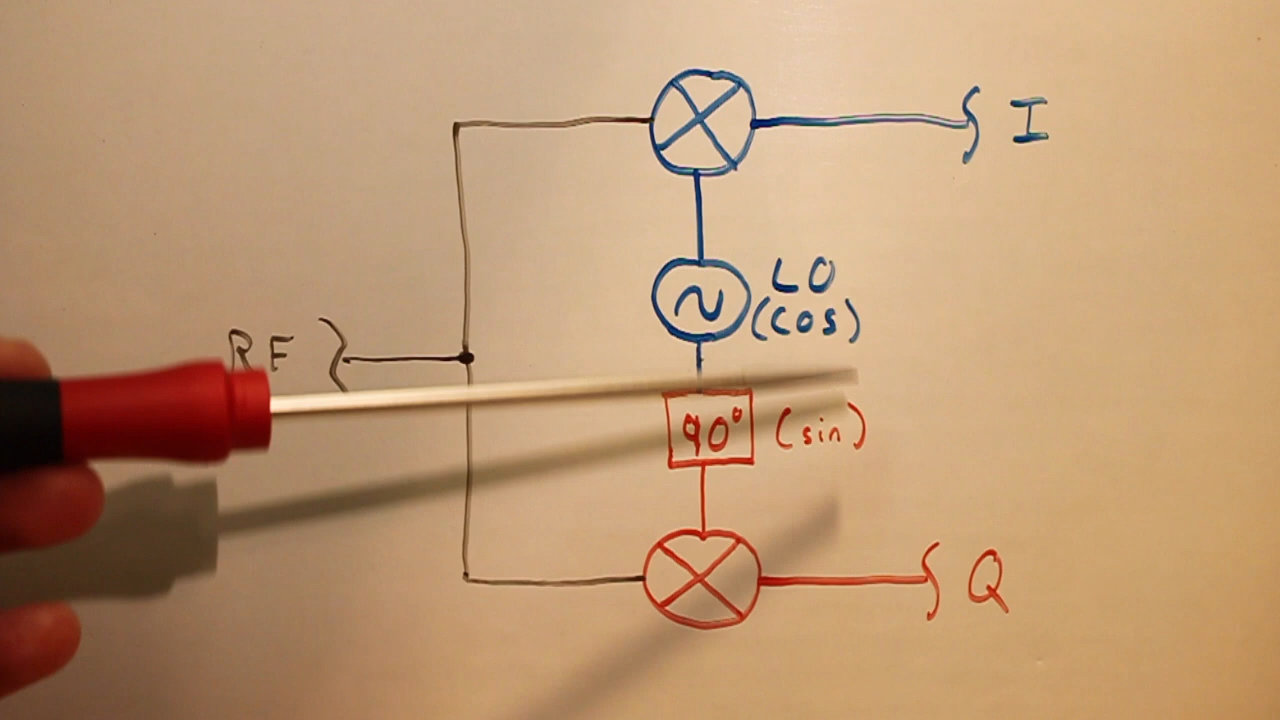 I
LO
(cos)
RF
90° (sin)
Q